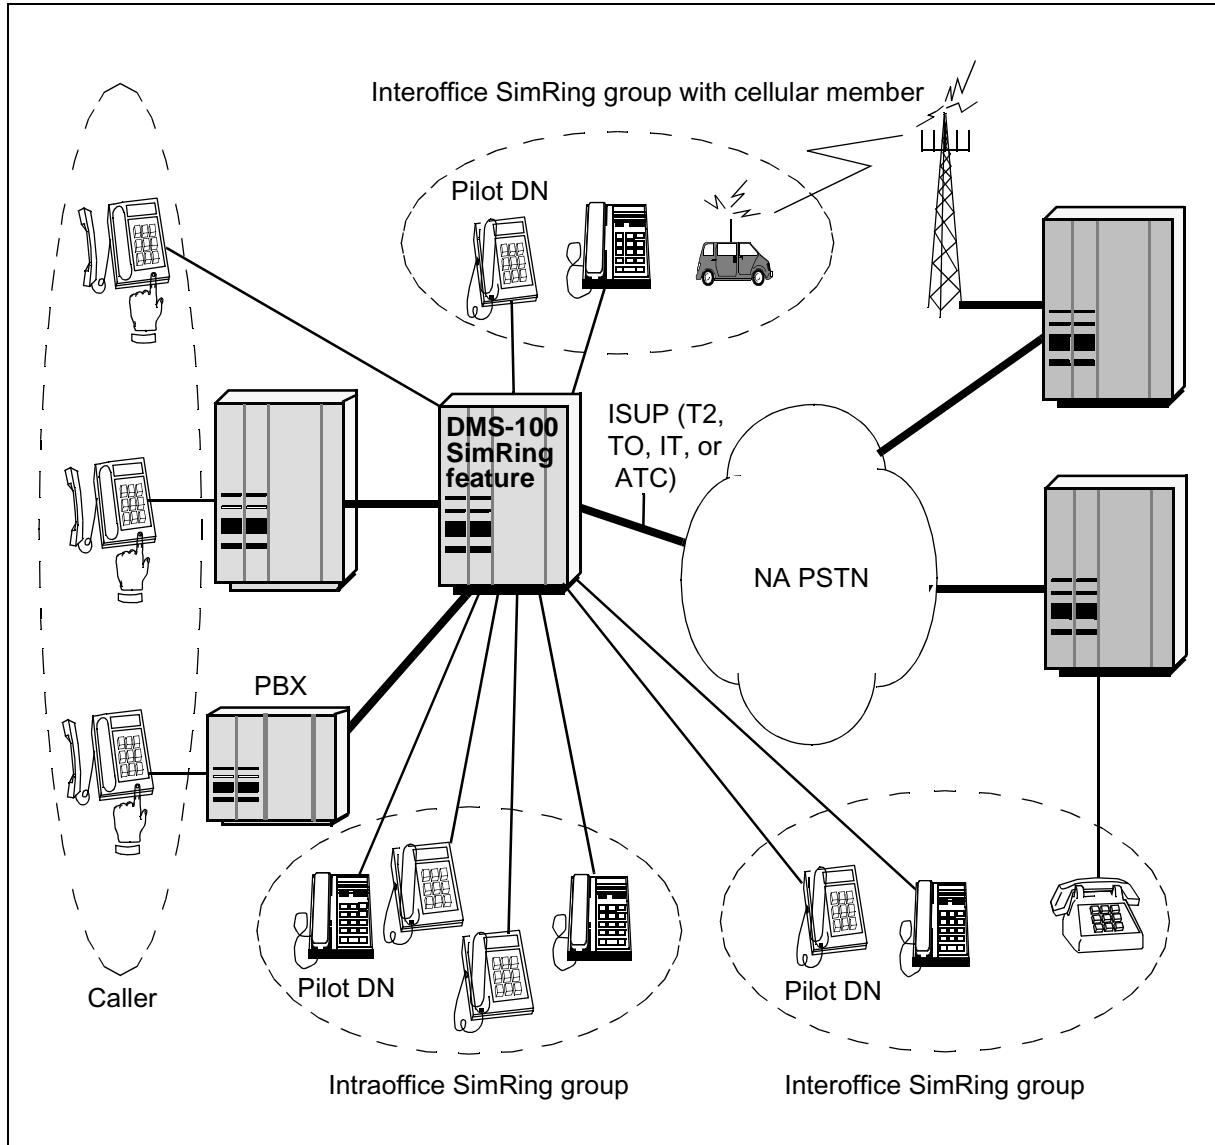 Interoffice SimRing group with cellular member
Pilot DN
DMS-100
SimRing
feature
ISUP (T2,
TO, IT, or
ATC)
NA PSTN
PBX
Pilot DN
Pilot DN
Caller
Intraoffice SimRing group
Interoffice SimRing group